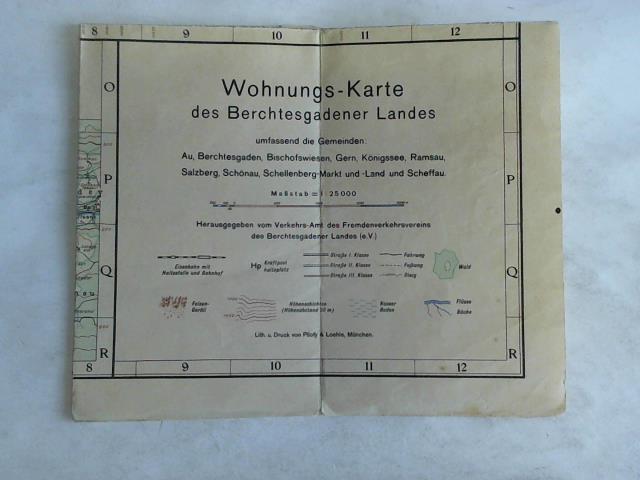 8 9 10 11 12
O O
Wohnungs-Karte
des Berchtesgadener Landes
umfassend die Gemeinden:
Au, Berchtesgaden, Bischofswiesen, Gern, Königssee, Ramsau,
Salzberg, Schönau, Schellenberg-Markt und -Land und Scheffau.
P P
Maßstab = 1 : 25000
Herausgegeben vom Verkehrs-Amt des Fremdenverkehrsvereins
des Berchtesgadener Landes (e.V.)
Q Q
Eisenbahn mit
Haltestelle und Bahnhof
Hp Kraftpost
halteplatz
Straße I. Klasse
Straße II. Klasse
Straße III. Klasse
Fahrweg
Fußweg
Steig
Wald
Felsen-
Geröll
Höhenschichten
(Höhenabstand 20 m)
Nasser
Boden
Flüsse
Bäche
Lith. u. Druck von Piloty & Loehle, München.
R R
8 9 10 11 12